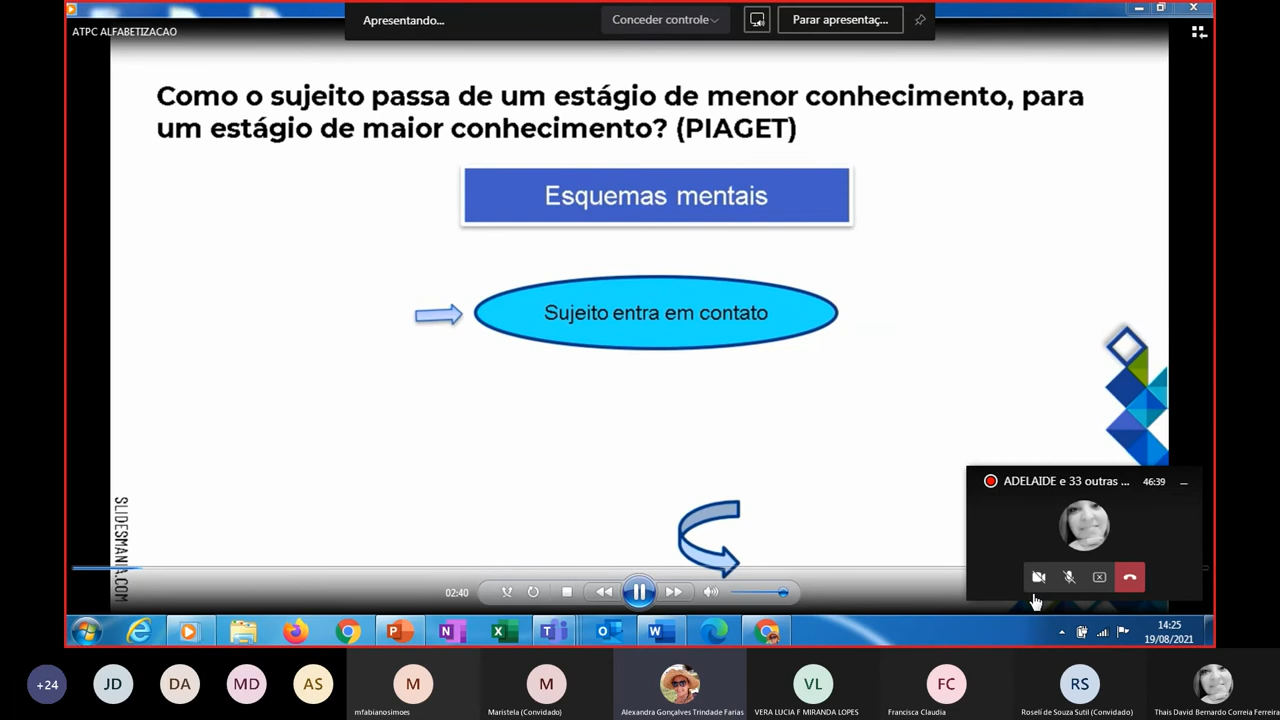 Apresentando...
Conceder controle
Parar apresentaç...
ATPC ALFABETIZACAO
Como o sujeito passa de um estágio de menor conhecimento, para
um estágio de maior conhecimento? (PIAGET)
Esquemas mentais
Sujeito entra em contato
SLIDESMANIA.COM
ADELAIDE e 33 outras ...
46:39
02:40
14:25
19/08/2021
+24
JD
DA
MD
AS
M
mfabianosimoes
M
Maristela (Convidado)
Alexandra Gonçalves Trindade Farias
VL
VERA LUCIA F MIRANDA LOPES
FC
Francisca Claudia
RS
Roselí de Souza Sutil (Convidado)
Thais David Bernardo Correia Ferreira